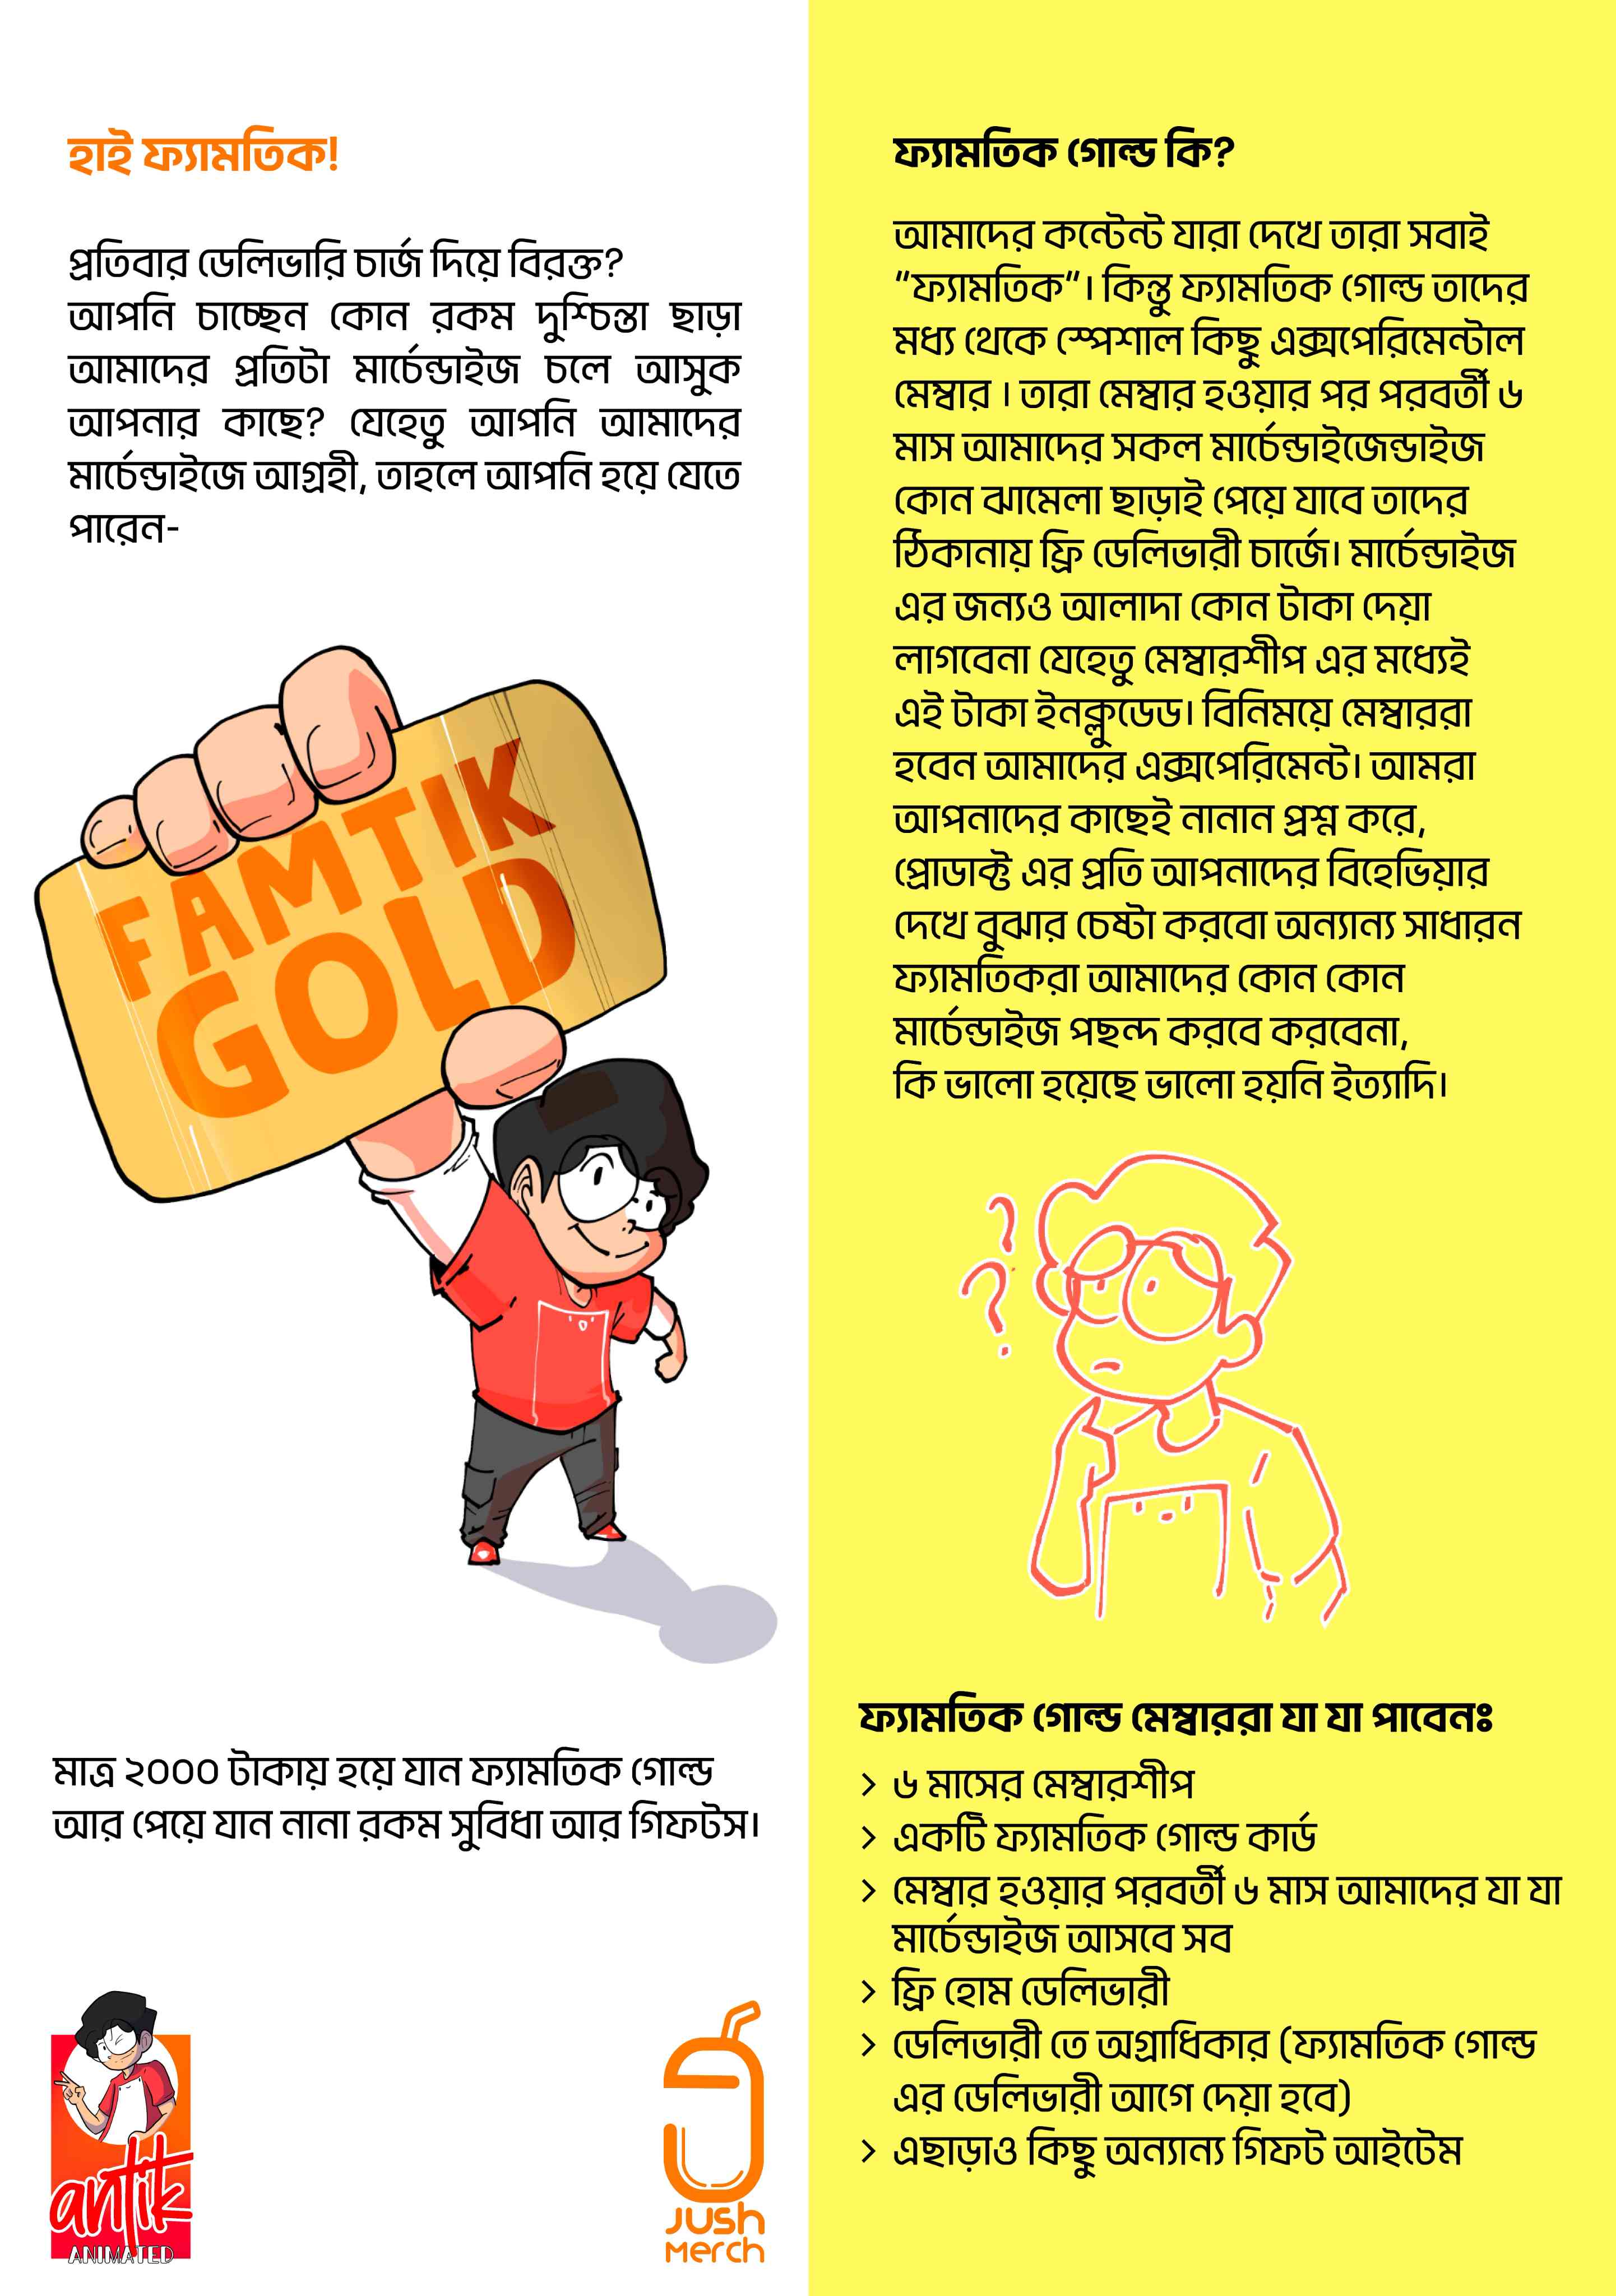 হাই ফ্যামতিক!
প্রতিবার ডেলিভারি চার্জ দিয়ে বিরক্ত?
আপনি চাচ্ছেন কোন রকম দুশ্চিন্তা ছাড়া
আমাদের প্রতিটা মার্চেন্ডাইজ চলে আসুক
আপনার কাছে? যেহেতু আপনি আমাদের
মার্চেন্ডাইজে আগ্রহী, তাহলে আপনি হয়ে যেতে
পারেন-
FAMTIK
GOLD
মাত্র ২০০০ টাকায় হয়ে যান ফ্যামতিক গোল্ড
আর পেয়ে যান নানা রকম সুবিধা আর গিফটস।
antik
ANIMATED
JUSH
Merch
ফ্যামতিক গোল্ড কি?
আমাদের কন্টেন্ট যারা দেখে তারা সবাই
“ফ্যামতিক“। কিন্তু ফ্যামতিক গোল্ড তাদের
মধ্য থেকে স্পেশাল কিছু এক্সপেরিমেন্টাল
মেম্বার । তারা মেম্বার হওয়ার পর পরবর্তী ৬
মাস আমাদের সকল মার্চেন্ডাইজেন্ডাইজ
কোন ঝামেলা ছাড়াই পেয়ে যাবে তাদের
ঠিকানায় ফ্রি ডেলিভারী চার্জে। মার্চেন্ডাইজ
এর জন্যও আলাদা কোন টাকা দেয়া
লাগবেনা যেহেতু মেম্বারশীপ এর মধ্যেই
এই টাকা ইনক্লুডেড। বিনিময়ে মেম্বাররা
হবেন আমাদের এক্সপেরিমেন্ট। আমরা
আপনাদের কাছেই নানান প্রশ্ন করে,
প্রোডাক্ট এর প্রতি আপনাদের বিহেভিয়ার
দেখে বুঝার চেষ্টা করবো অন্যান্য সাধারন
ফ্যামতিকরা আমাদের কোন কোন
মার্চেন্ডাইজ পছন্দ করবে করবেনা,
কি ভালো হয়েছে ভালো হয়নি ইত্যাদি।
? ?
ফ্যামতিক গোল্ড মেম্বাররা যা যা পাবেনঃ
> ৬ মাসের মেম্বারশীপ
> একটি ফ্যামতিক গোল্ড কার্ড
> মেম্বার হওয়ার পরবর্তী ৬ মাস আমাদের যা যা
মার্চেন্ডাইজ আসবে সব
> ফ্রি হোম ডেলিভারী
> ডেলিভারী তে অগ্রাধিকার (ফ্যামতিক গোল্ড
এর ডেলিভারী আগে দেয়া হবে)
> এছাড়াও কিছু অন্যান্য গিফট আইটেম